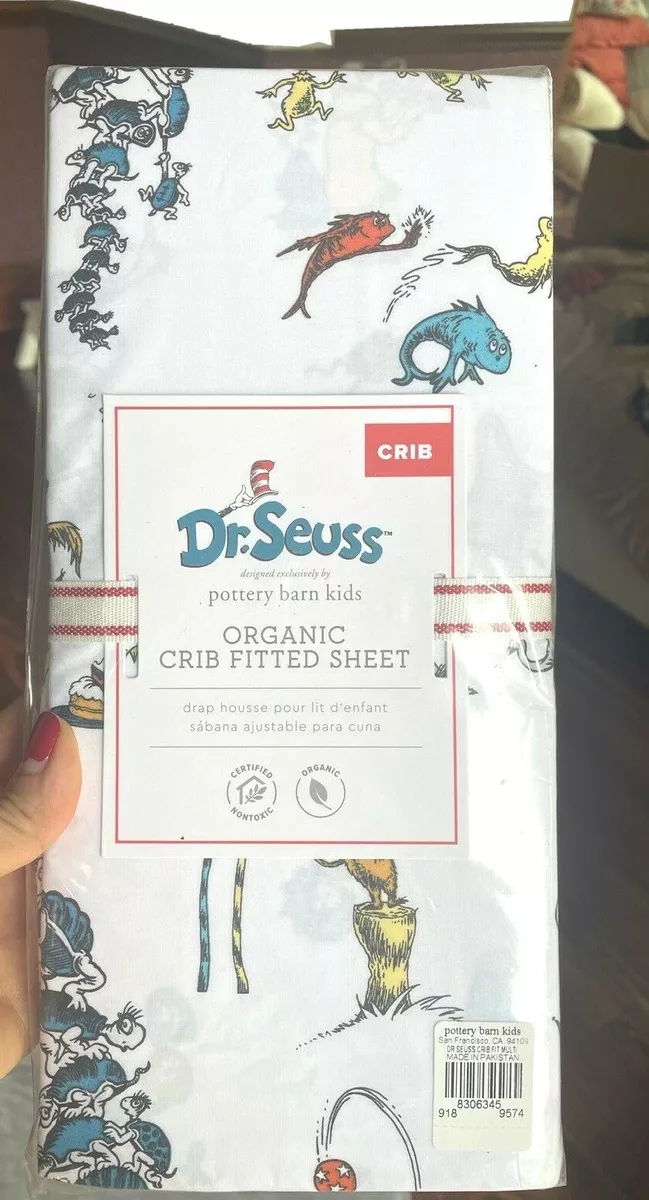 CRIB
Dr. Seuss™
designed exclusively by
pottery barn kids
ORGANIC
CRIB FITTED SHEET
drap housse pour lit d'enfant
sábana ajustable para cuna
CERTIFIED
NONTOXIC
ORGANIC
pottery barn kids
San Francisco, CA, 94109
DR SEUSS CRIB FIT MULTI
MADE IN PAKISTAN
8306345
918 9574